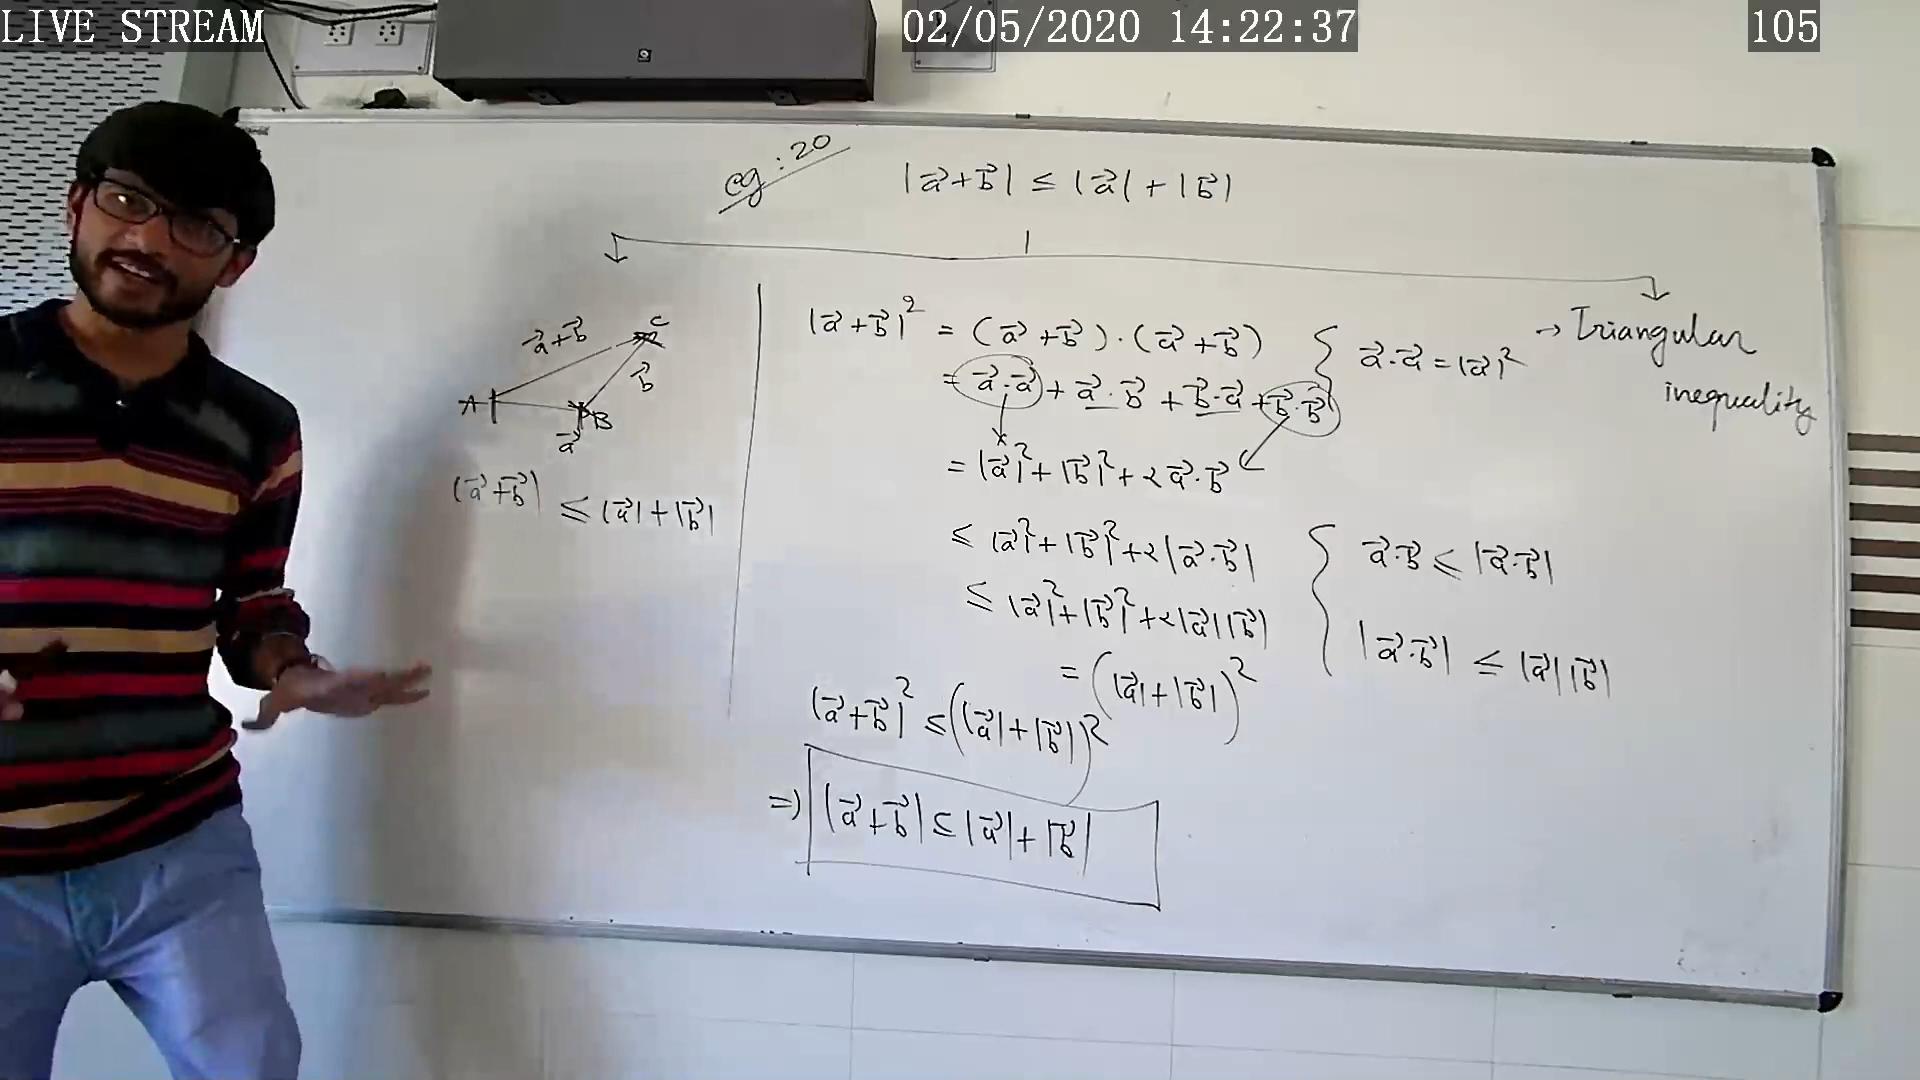 LIVE STREAM 02/05/2020 14:22:37 105
eg:20 |a⃗+b⃗| ≤ |a⃗| + |b⃗|
a⃗+b⃗ C
b⃗
A B
a⃗
|a⃗+b⃗| ≤ |a⃗|+|b⃗|
|a⃗+b⃗|² = (a⃗+b⃗)·(a⃗+b⃗)
= a⃗·a⃗ + a⃗·b⃗ + b⃗·a⃗ + b⃗·b⃗
= |a⃗|²+|b⃗|²+2a⃗·b⃗
≤ |a⃗|²+|b⃗|²+2|a⃗·b⃗|
≤ |a⃗|²+|b⃗|²+2|a⃗||b⃗|
= (|a⃗|+|b⃗|)²
|a⃗+b⃗|² ≤ (|a⃗|+|b⃗|)²
⇒ |a⃗+b⃗| ≤ |a⃗|+|b⃗|
{ a⃗·a⃗ = |a⃗|²
{ a⃗·b⃗ ≤ |a⃗·b⃗|
|a⃗·b⃗| ≤ |a⃗||b⃗|
→ Triangular
inequality